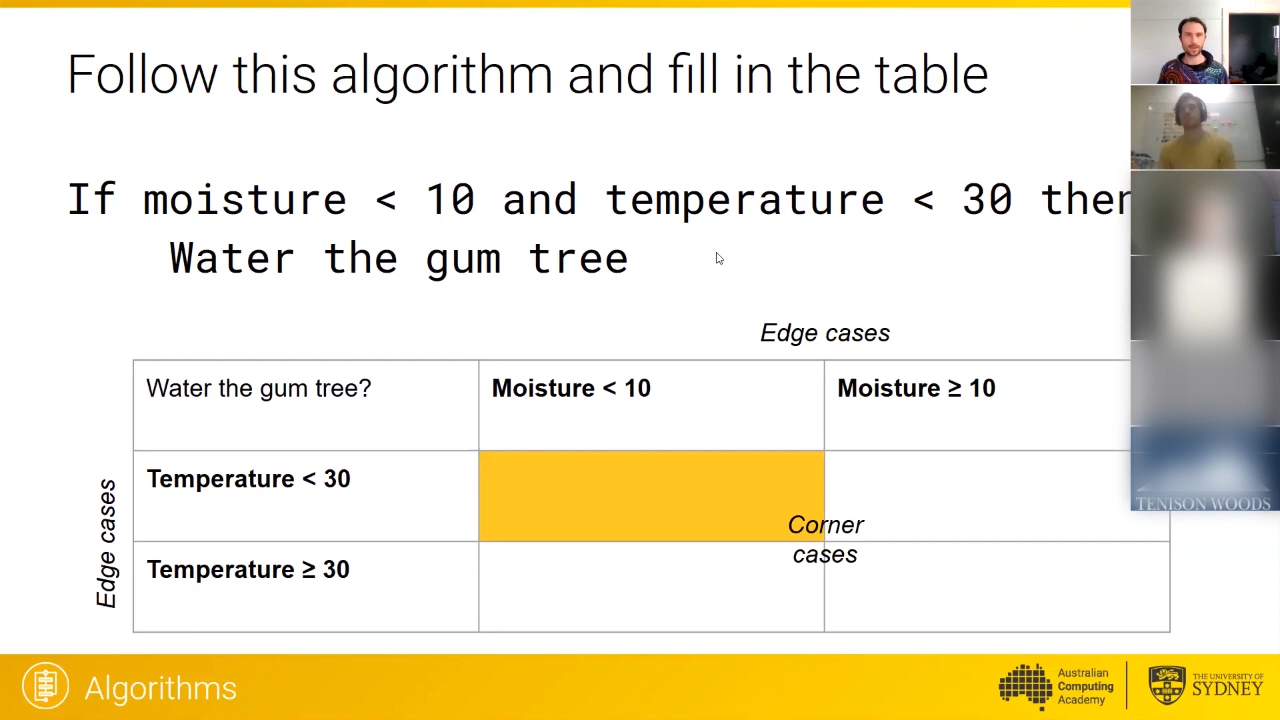 Follow this algorithm and fill in the table
If moisture < 10 and temperature < 30 then
Water the gum tree
Edge cases
Water the gum tree?
Moisture < 10
Moisture ≥ 10
Edge cases
Temperature < 30
Corner
cases
Temperature ≥ 30
TENISON WOODS
Algorithms
Australian
Computing
Academy
THE UNIVERSITY OF
SYDNEY